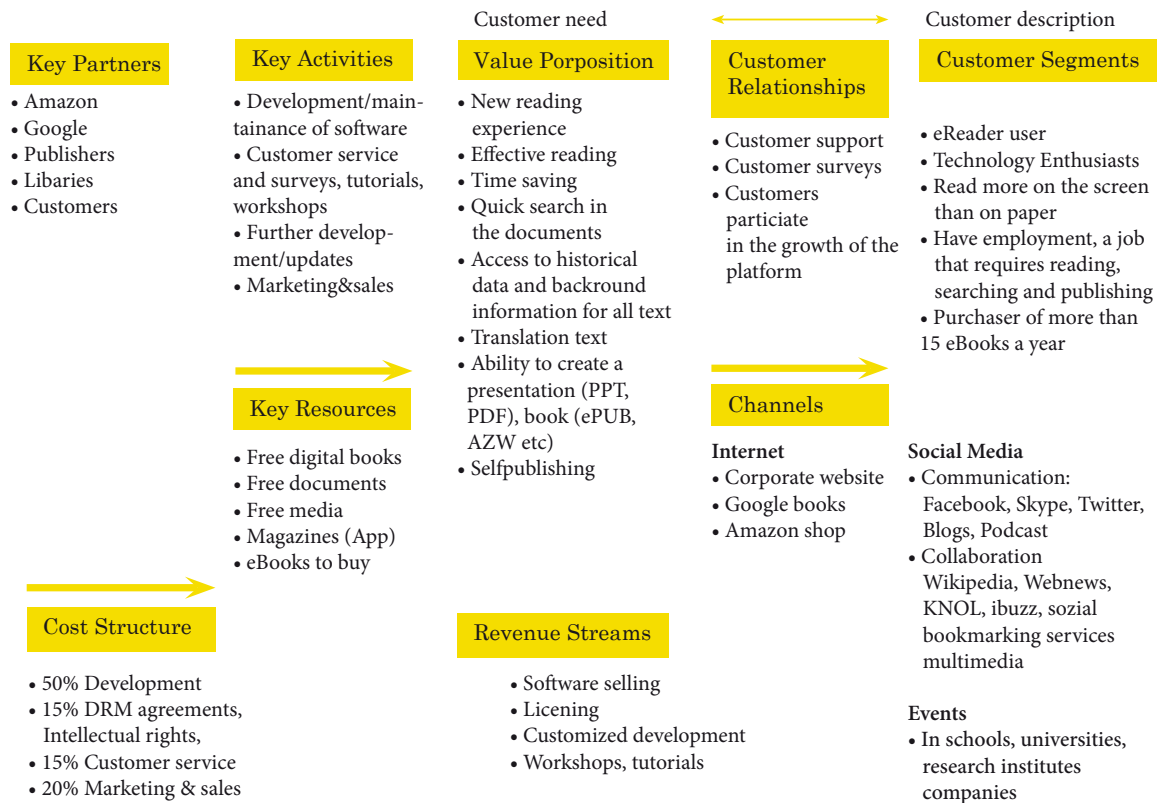 Customer need
Customer description
Key Partners
• Amazon
• Google
• Publishers
• Libaries
• Customers
Key Activities
• Development/main-
tainance of software
• Customer service
and surveys, tutorials,
workshops
• Further develop-
ment/updates
• Marketing&sales
Key Resources
• Free digital books
• Free documents
• Free media
• Magazines (App)
• eBooks to buy
Value Porposition
• New reading
experience
• Effective reading
• Time saving
• Quick search in
the documents
• Access to historical
data and backround
information for all text
• Translation text
• Ability to create a
presentation (PPT,
PDF), book (ePUB,
AZW etc)
• Selfpublishing
Customer
Relationships
• Customer support
• Customer surveys
• Customers
particiate
in the growth of the
platform
Channels
Internet
• Corporate website
• Google books
• Amazon shop
Customer Segments
• eReader user
• Technology Enthusiasts
• Read more on the screen
than on paper
• Have employment, a job
that requires reading,
searching and publishing
• Purchaser of more than
15 eBooks a year
Social Media
• Communication:
Facebook, Skype, Twitter,
Blogs, Podcast
• Collaboration
Wikipedia, Webnews,
KNOL, ibuzz, sozial
bookmarking services
multimedia
Events
• In schools, universities,
research institutes
companies
Cost Structure
• 50% Development
• 15% DRM agreements,
Intellectual rights,
• 15% Customer service
• 20% Marketing & sales
Revenue Streams
• Software selling
• Licening
• Customized development
• Workshops, tutorials